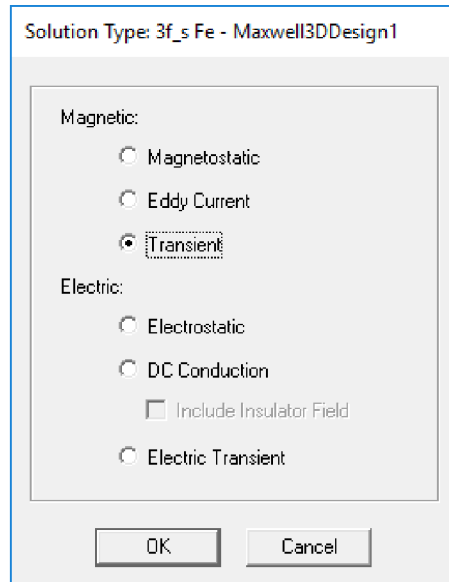 Solution Type: 3f_s Fe - Maxwell3DDesign1
Magnetic:
Magnetostatic
Eddy Current
Transient
Electric:
Electrostatic
DC Conduction
Include Insulator Field
Electric Transient
OK Cancel